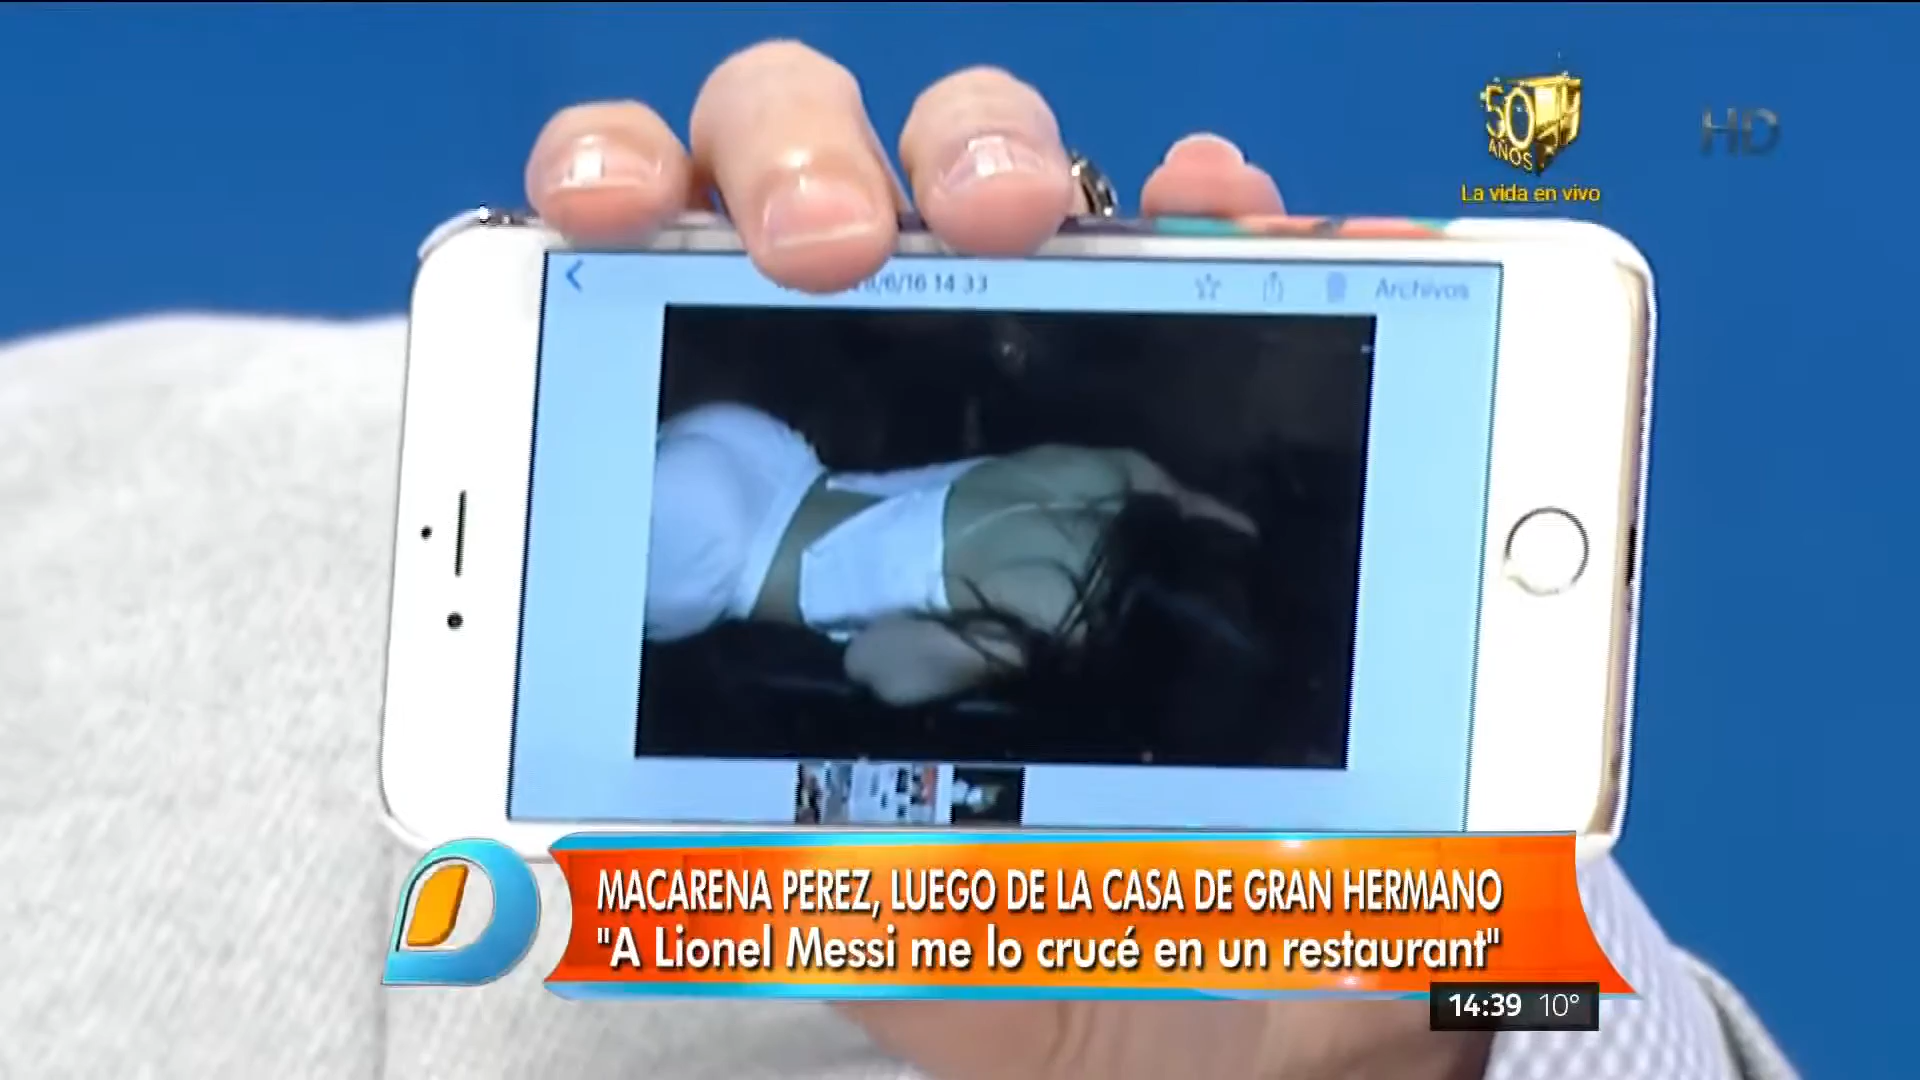 50
AÑOS
La vida en vivo
HD
6/16 14 33
Archivos
MACARENA PEREZ, LUEGO DE LA CASA DE GRAN HERMANO
"A Lionel Messi me lo crucé en un restaurant"
14:39 10°